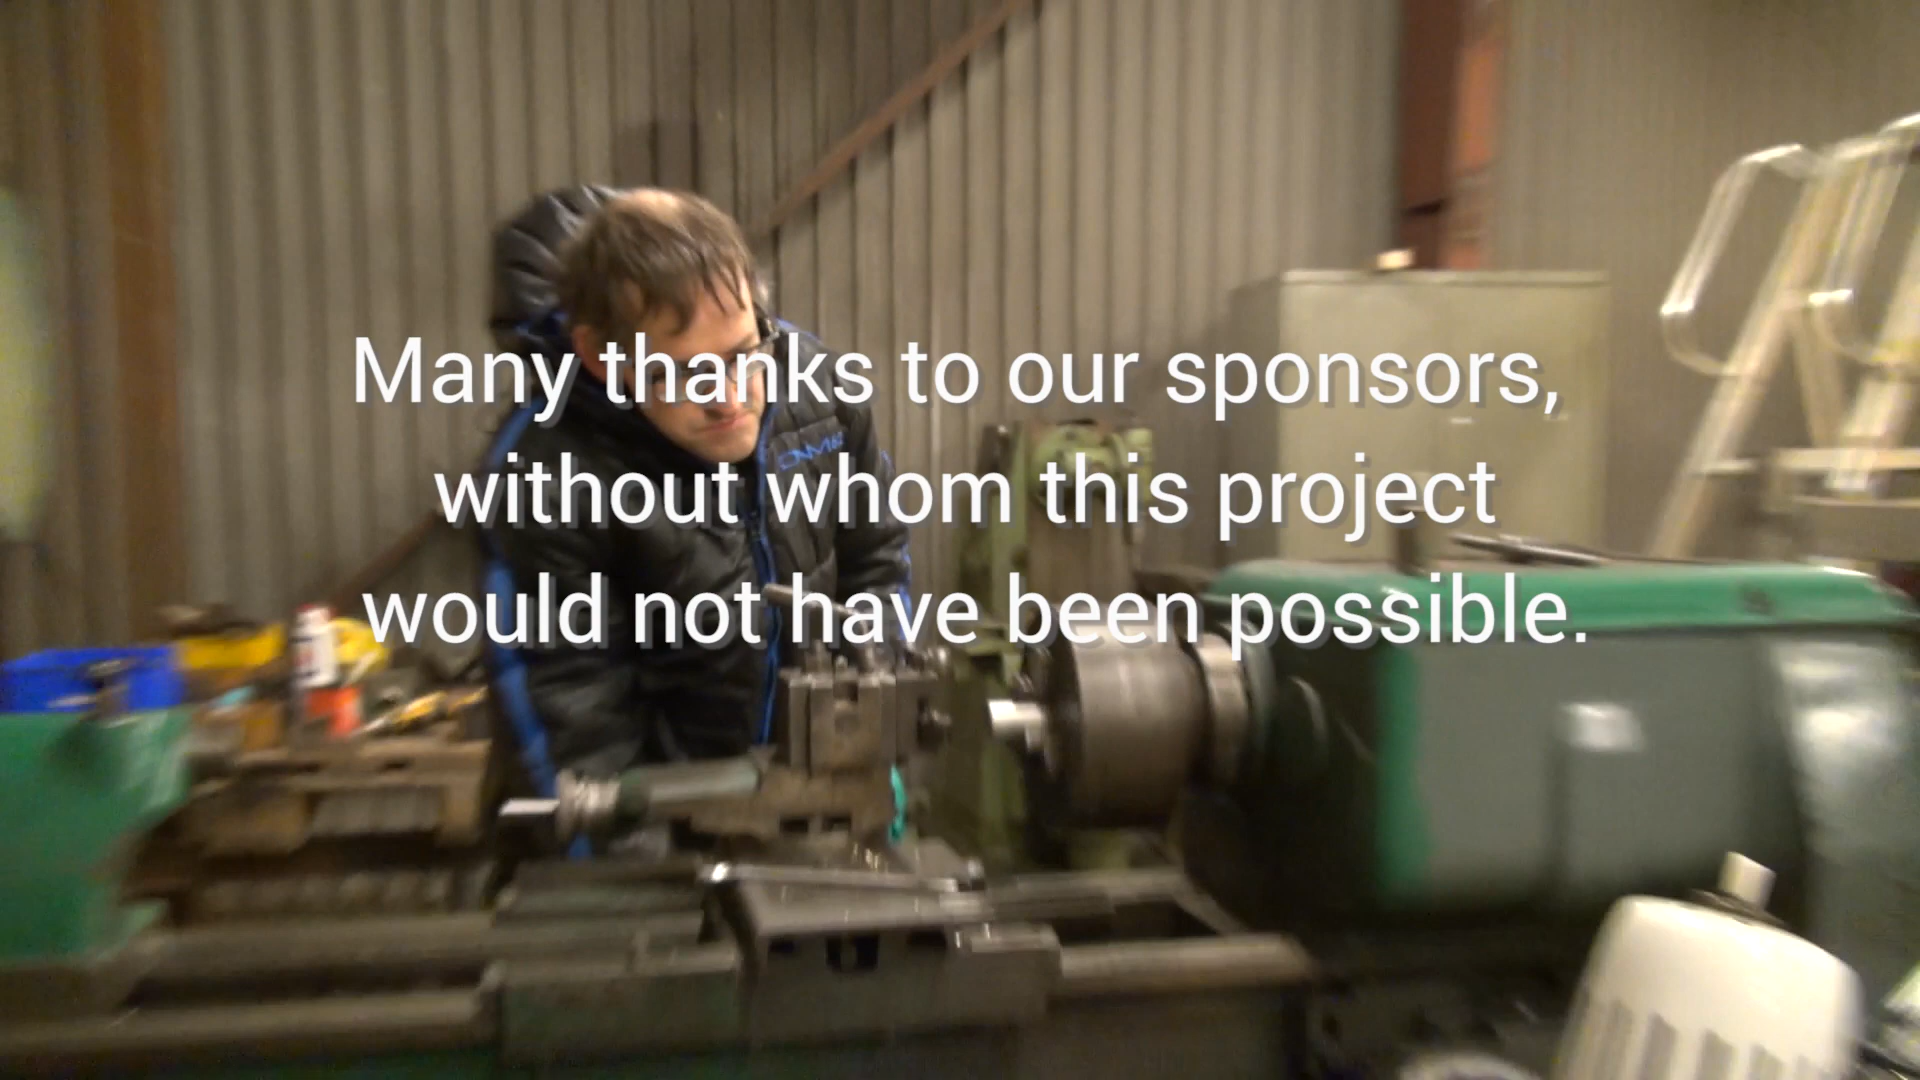 Many thanks to our sponsors,
without whom this project
would not have been possible.